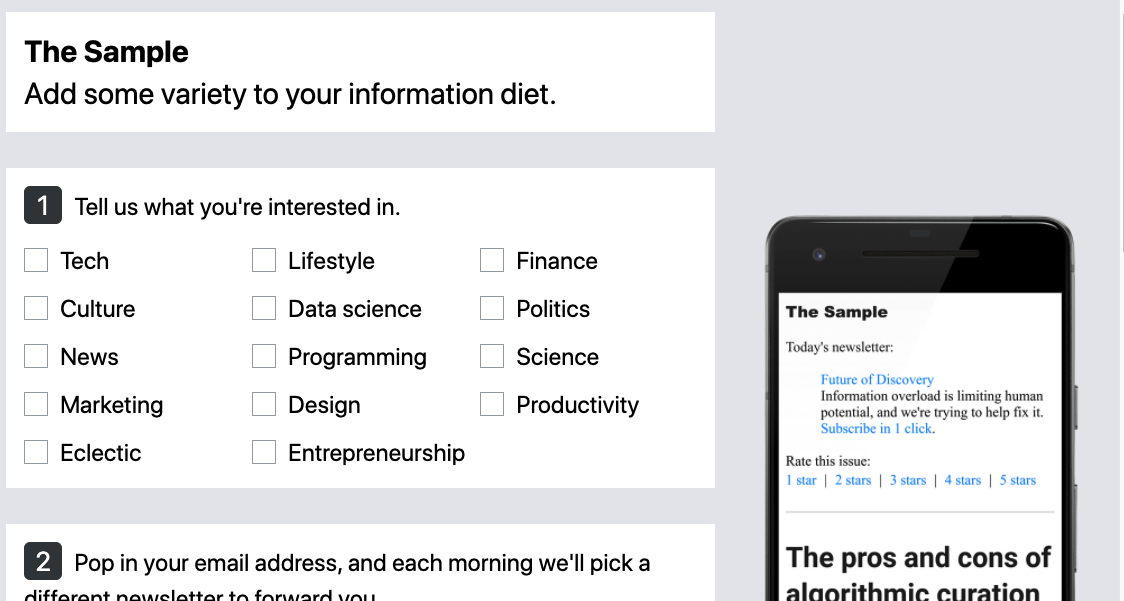 The Sample
Add some variety to your information diet.
1 Tell us what you're interested in.
Tech
Lifestyle
Finance
Culture
Data science
Politics
News
Programming
Science
Marketing
Design
Productivity
Eclectic
Entrepreneurship
2 Pop in your email address, and each morning we'll pick a
different newsletter to forward you
The Sample
Today's newsletter:
Future of Discovery
Information overload is limiting human
potential, and we're trying to help fix it.
Subscribe in 1 click.
Rate this issue:
1 star | 2 stars | 3 stars | 4 stars | 5 stars
The pros and cons of
algorithmic curation